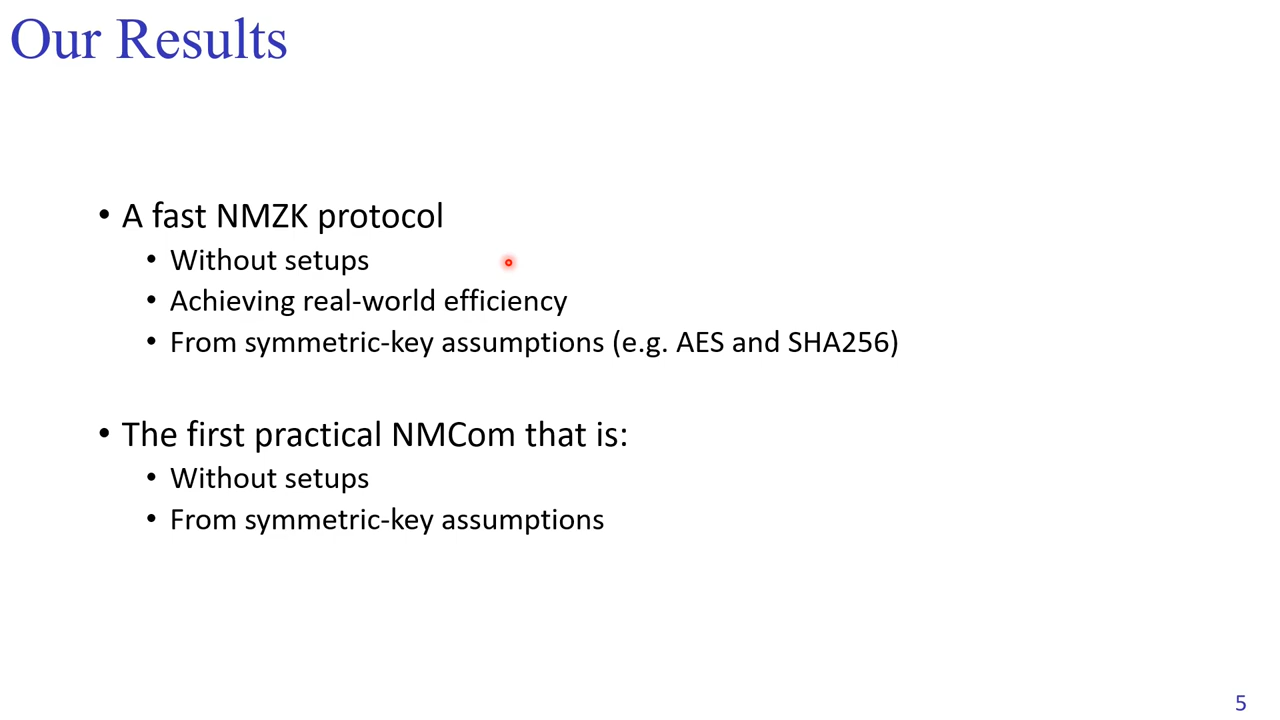 Our Results
• A fast NMZK protocol
• Without setups
• Achieving real-world efficiency
• From symmetric-key assumptions (e.g. AES and SHA256)
• The first practical NMCom that is:
• Without setups
• From symmetric-key assumptions
5